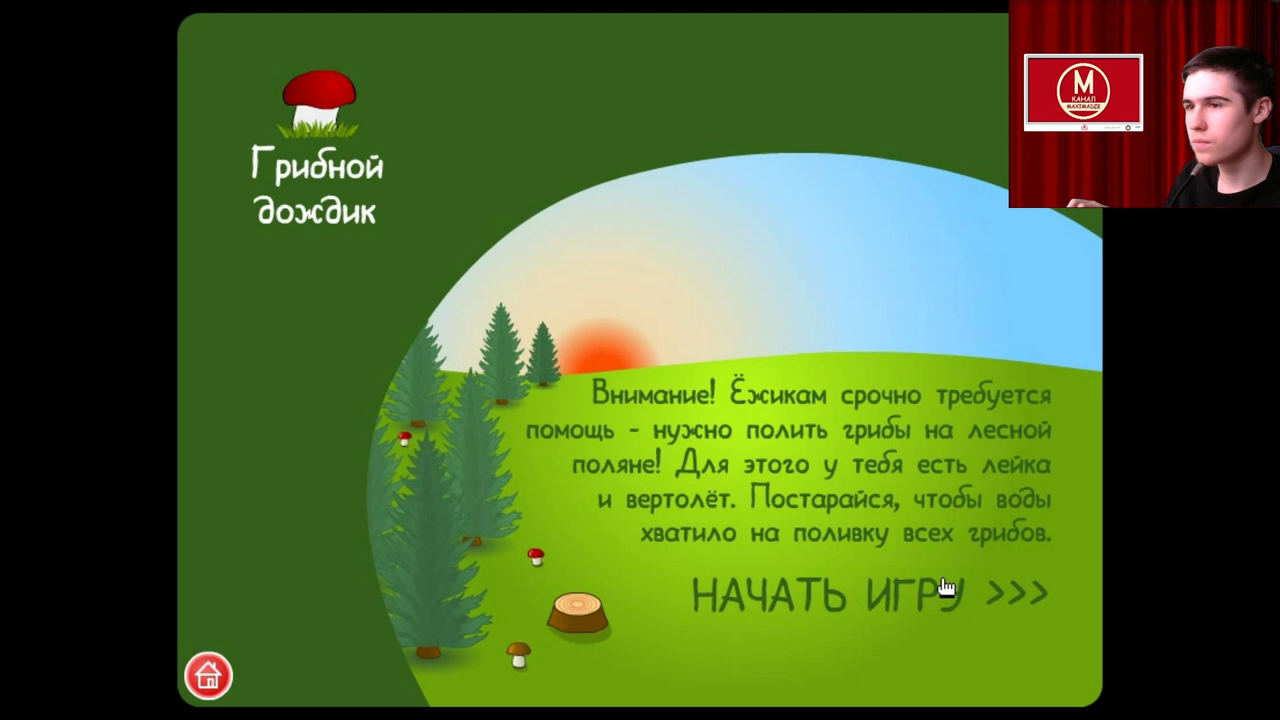 Грибной
дождик
М
КАНАЛ
MAXIMADZE
Внимание! Ёжикам срочно требуется
помощь - нужно полить грибы на лесной
поляне! Для этого у тебя есть лейка
и вертолёт. Постарайся, чтобы воды
хватило на поливку всех грибов.
НАЧАТЬ ИГРУ >>>